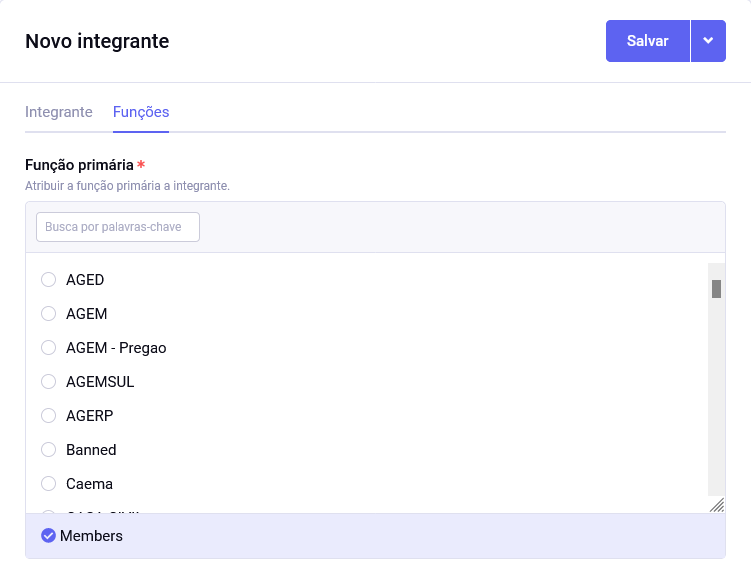 Novo integrante
Salvar
Integrante Funções
Função primária *
Atribuir a função primária a integrante.
Busca por palavras-chave
AGED
AGEM
AGEM - Pregao
AGEMSUL
AGERP
Banned
Caema
Members